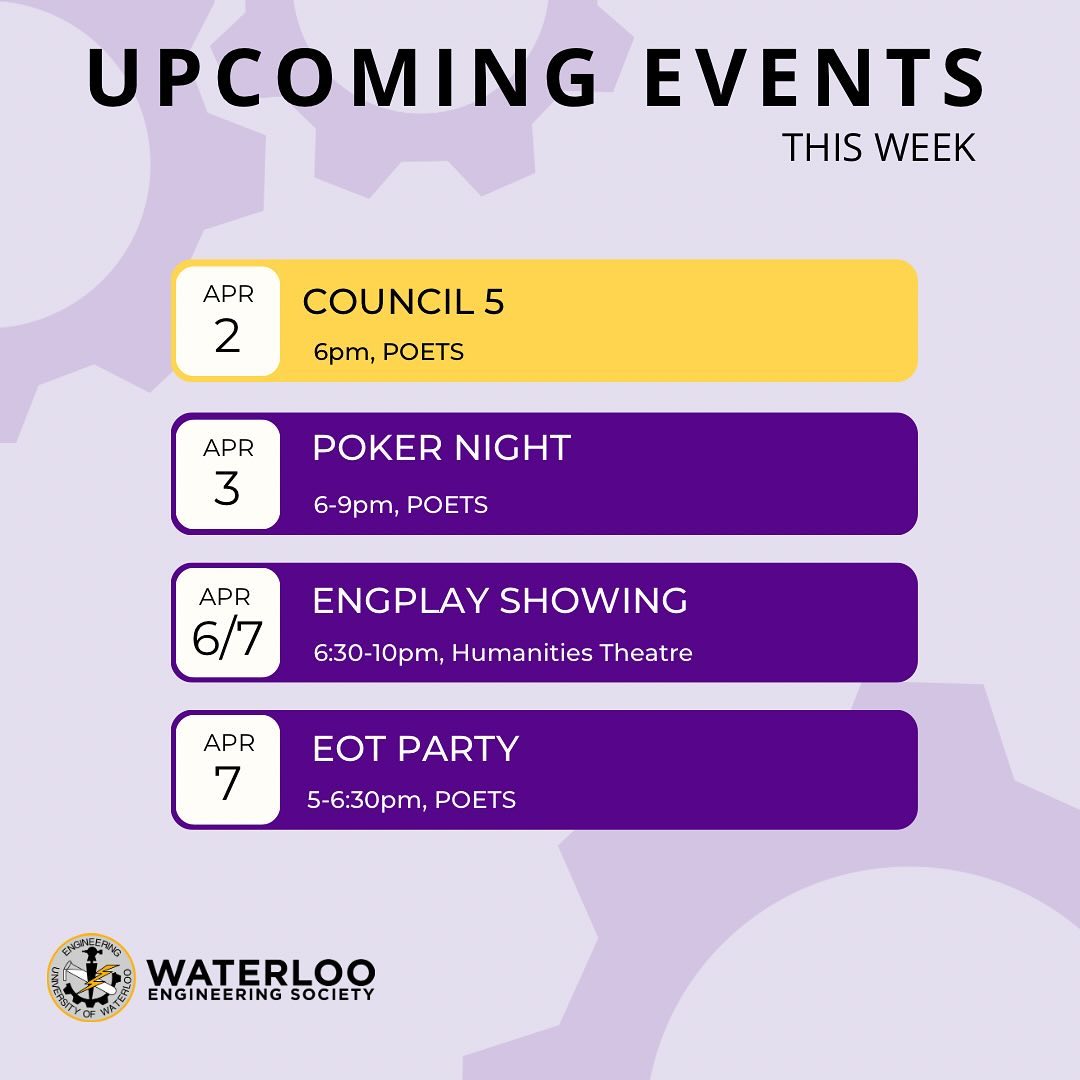 UPCOMING EVENTS
THIS WEEK
APR
2
COUNCIL 5
6pm, POETS
APR
3
POKER NIGHT
6-9pm, POETS
APR
6/7
ENGPLAY SHOWING
6:30-10pm, Humanities Theatre
APR
7
EOT PARTY
5-6:30pm, POETS
ENGINEERING
UNIVERSITY OF WATERLOO
WATERLOO
ENGINEERING SOCIETY